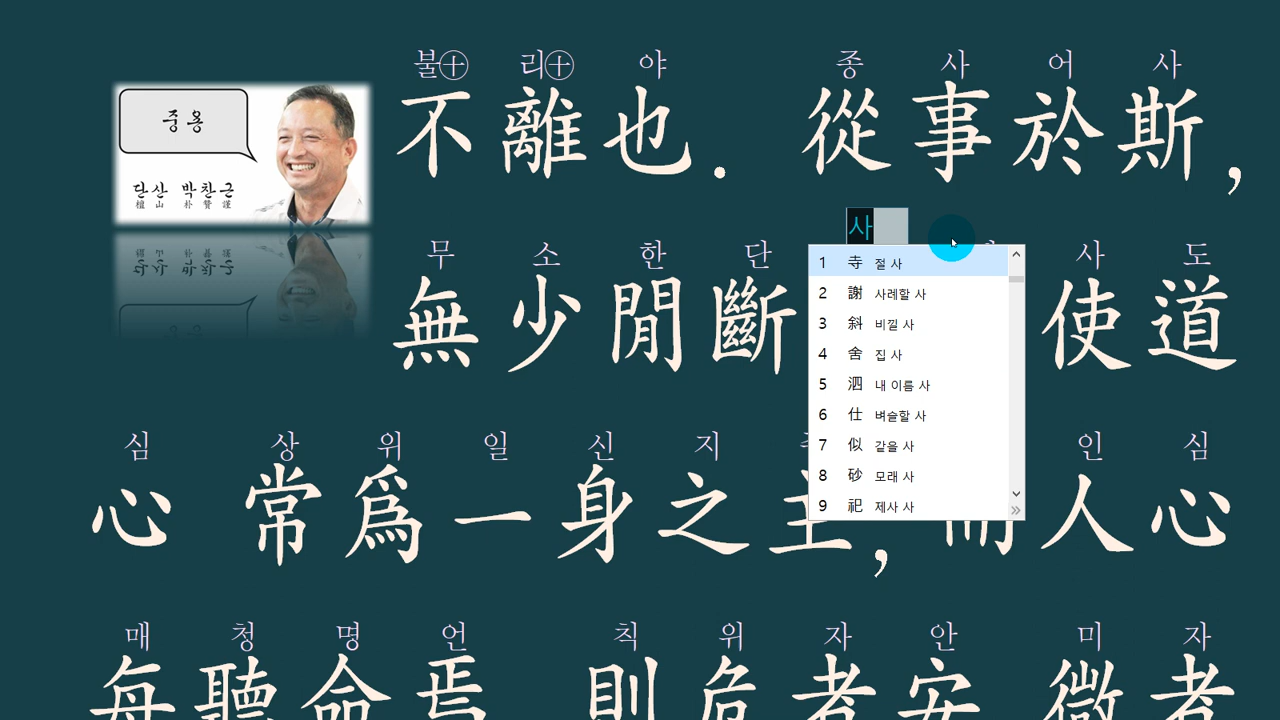 중용
단산 박찬근
檀山 朴贊謹
불㊉ 리㊉ 야 종 사 어 사
不離也. 從事於斯,
무 소 한 단 사 도
無少閒斷 使道
사
1 寺 절 사
2 謝 사례할 사
3 斜 비낄 사
4 舍 집 사
5 泗 내 이름 사
6 仕 벼슬할 사
7 似 같을 사
8 砂 모래 사
9 祀 제사 사
심 상 위 일 신 지 인 심
心 常爲一身之主, 而人心
매 청 명 언 칙 위 자 안 미 자
每聽命焉 則危者安 微者